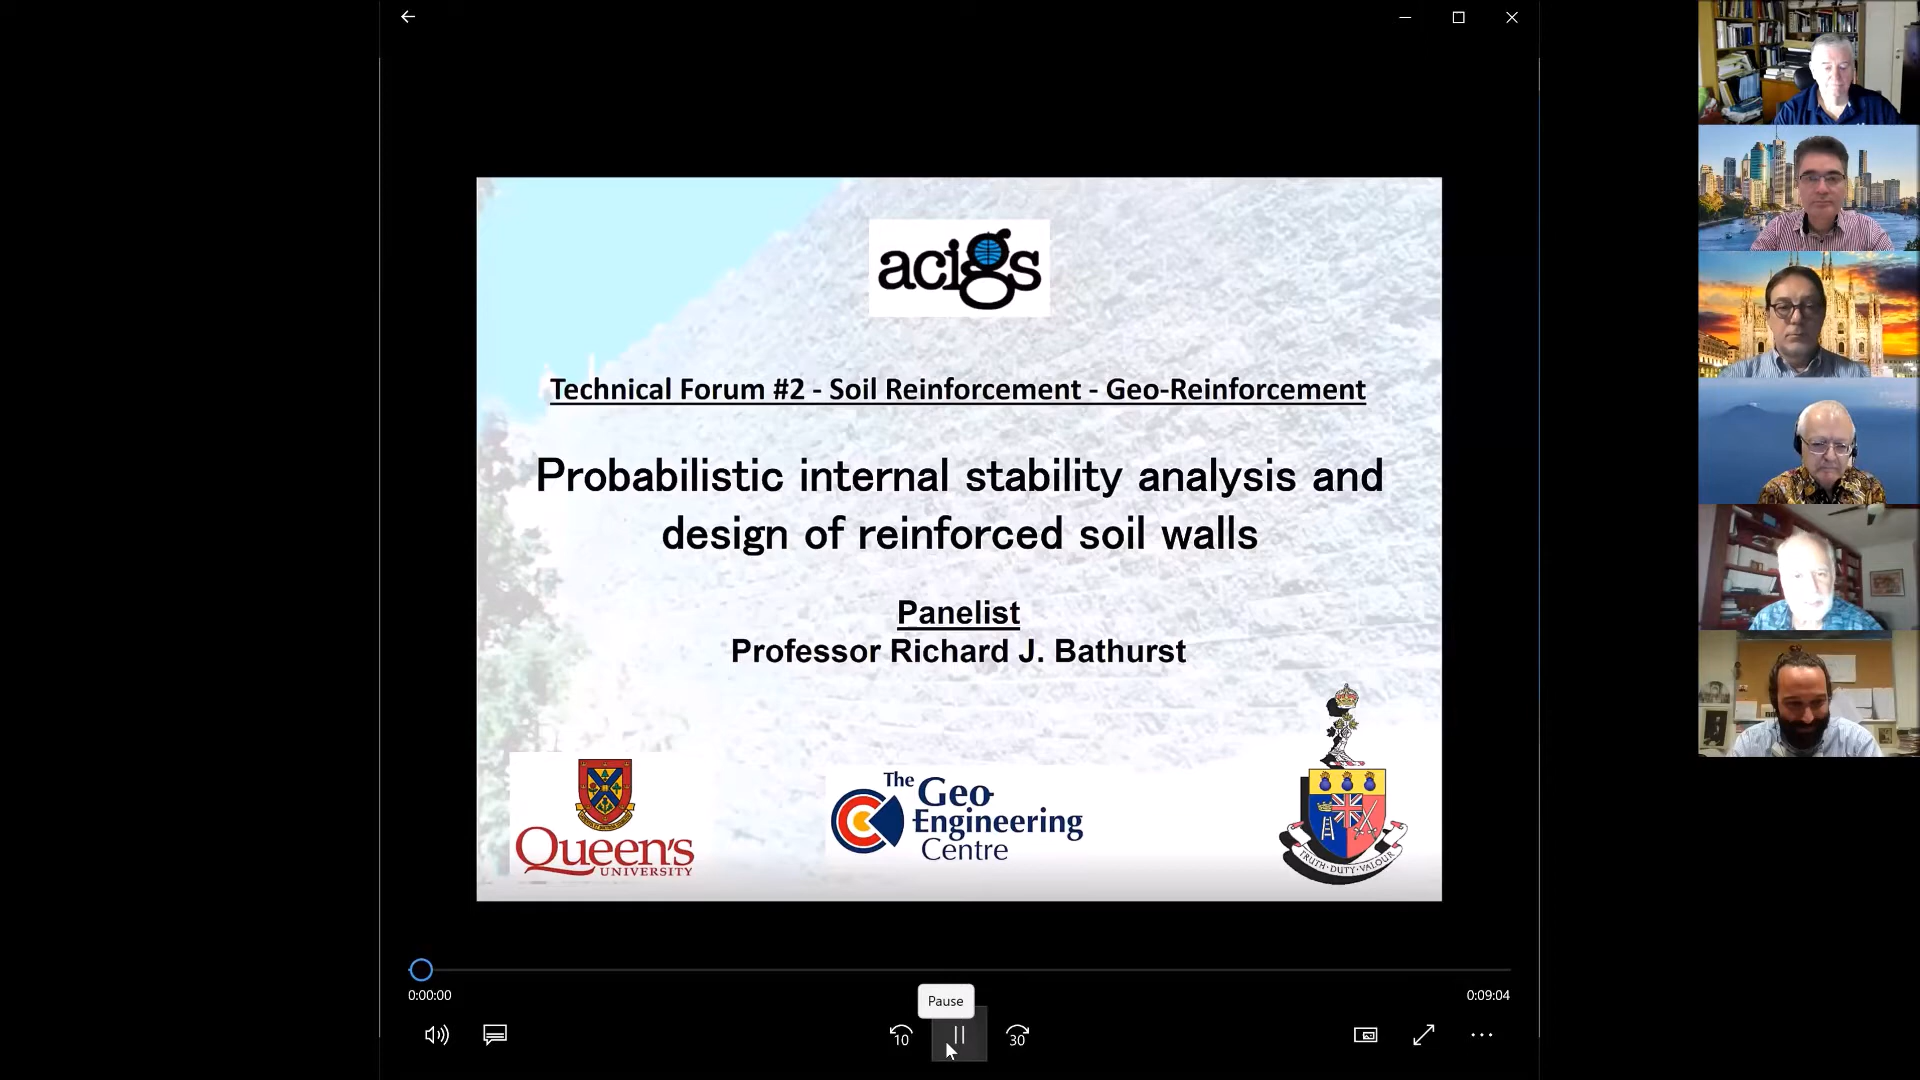 acigs
Technical Forum #2 - Soil Reinforcement - Geo-Reinforcement
Probabilistic internal stability analysis and
design of reinforced soil walls
Panelist
Professor Richard J. Bathurst
Queen's
UNIVERSITY
The
Geo-
Engineering
Centre
TRUTH·DUTY·VALOUR
0:00:00
0:09:04
Pause
10
30